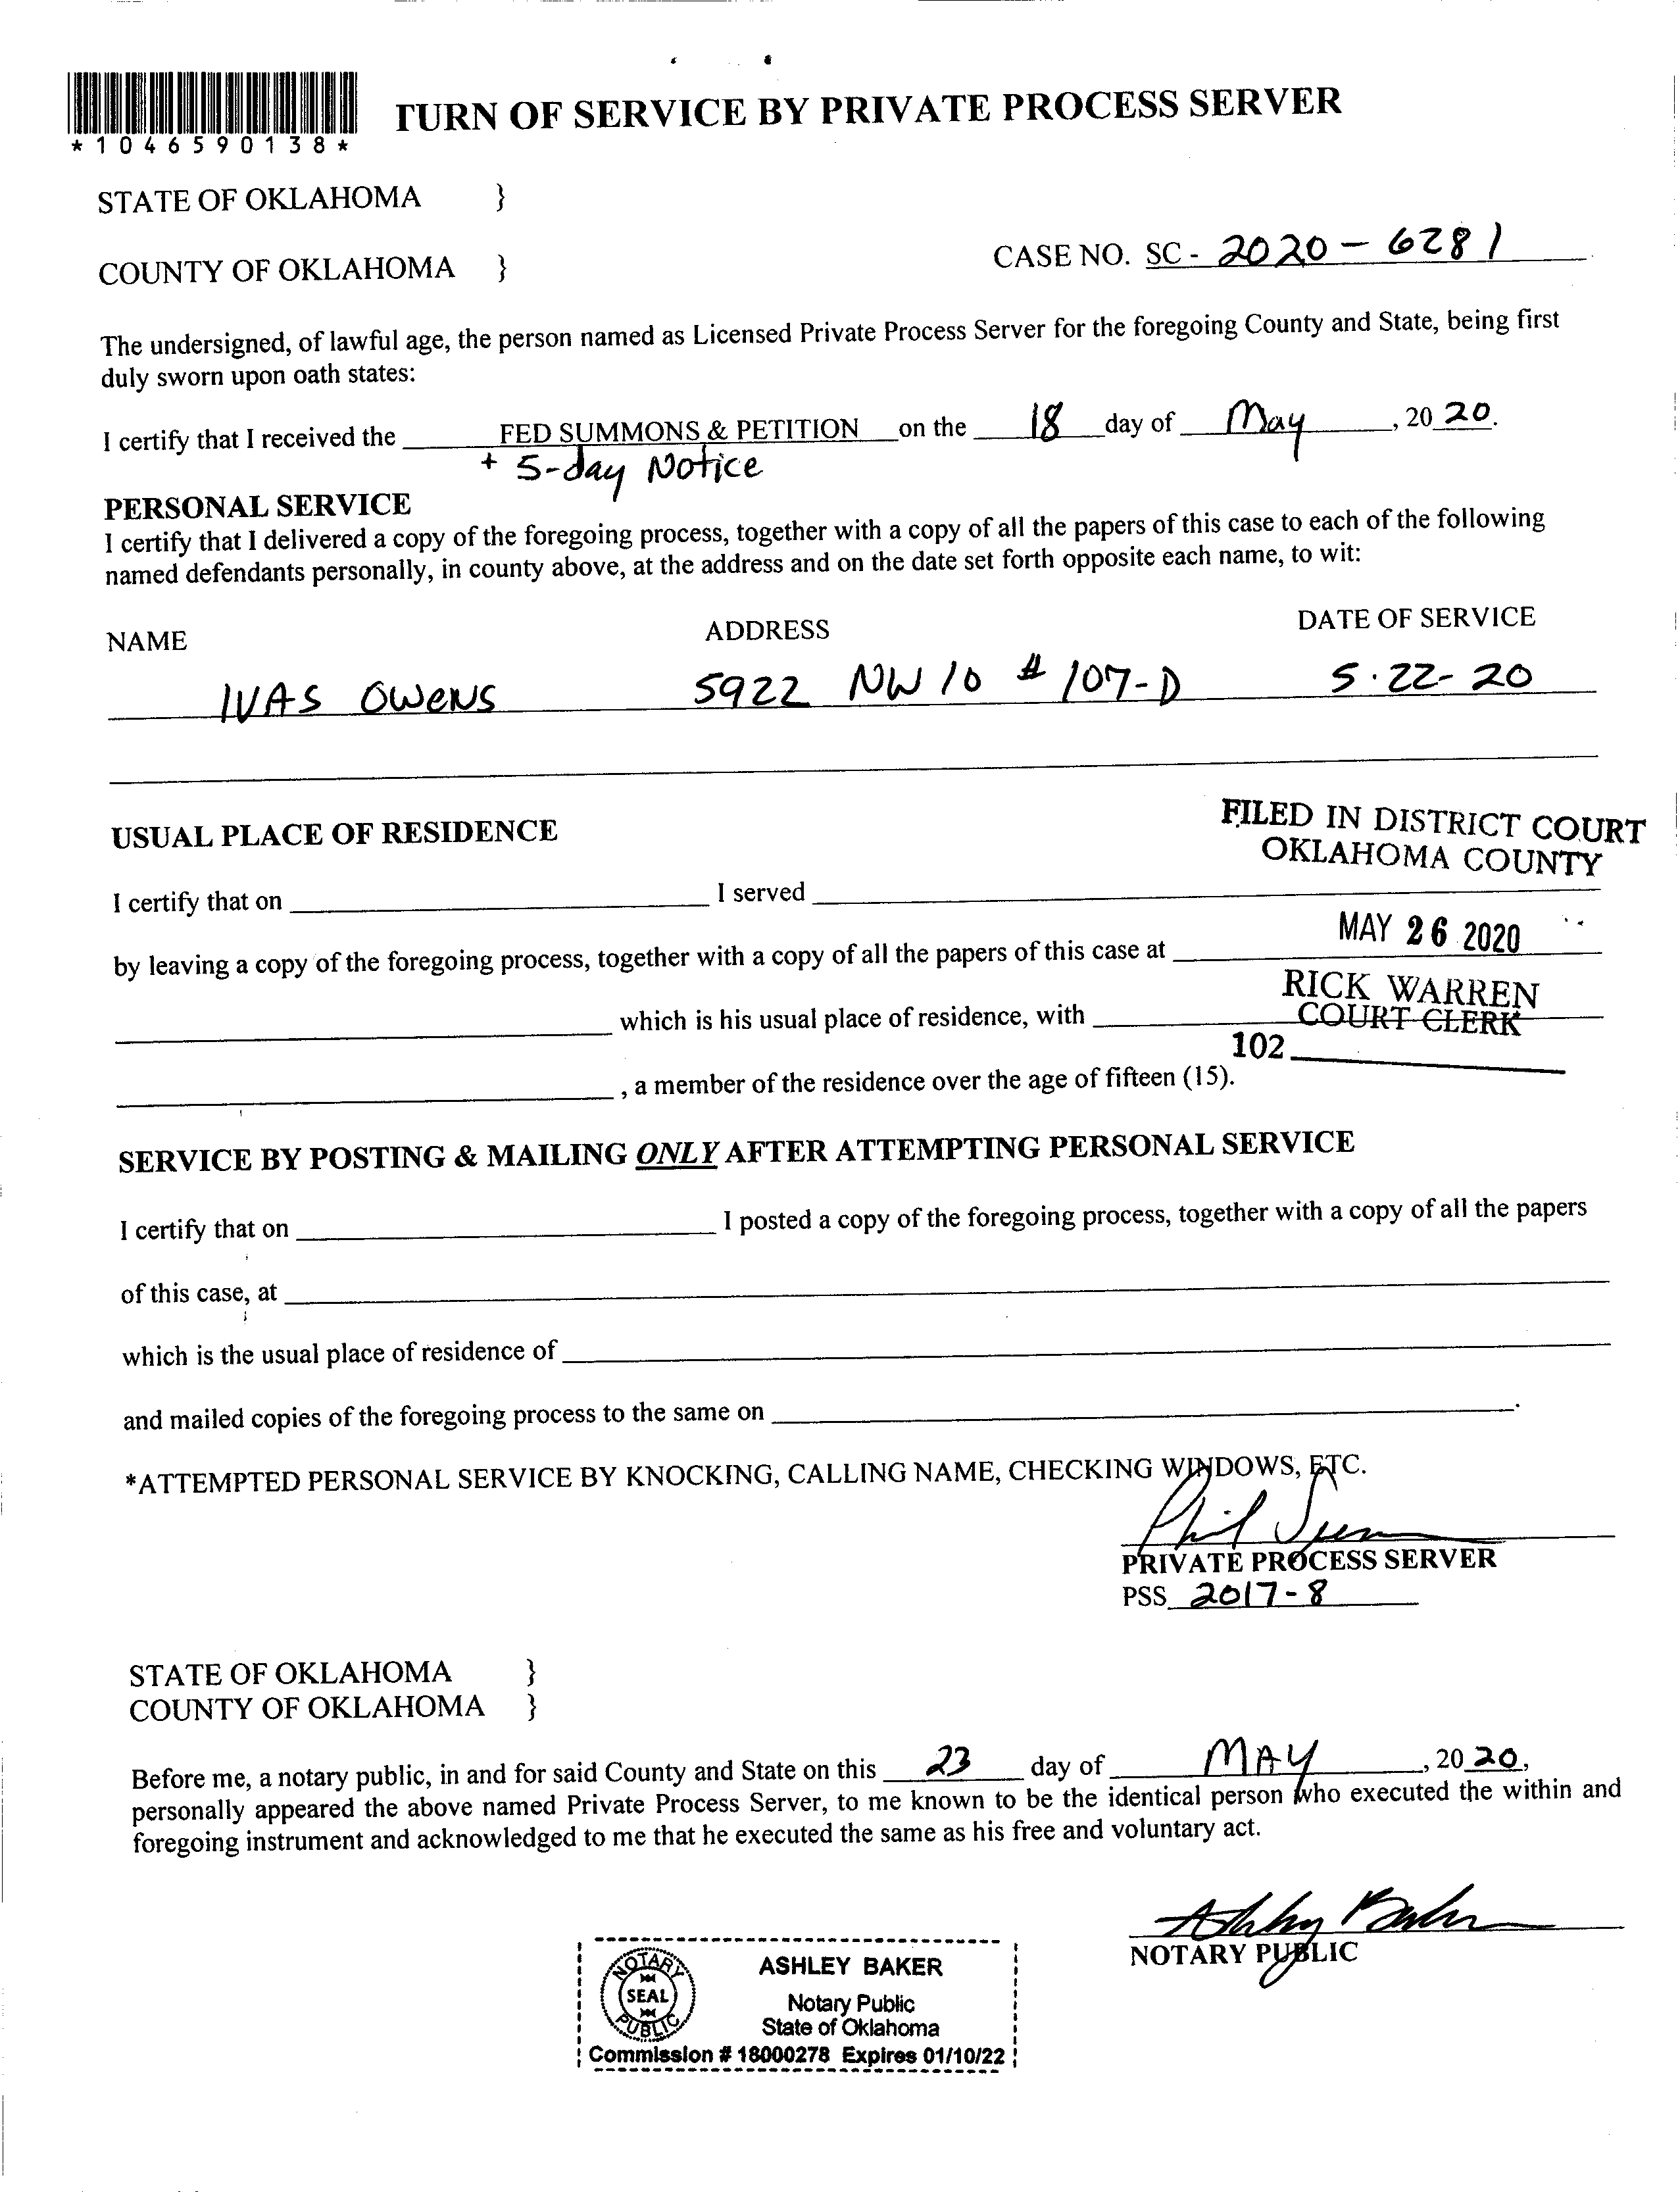 TURN OF SERVICE BY PRIVATE PROCESS SERVER
*1046590138*
STATE OF OKLAHOMA }
CASE NO. SC - 2020 - 6281
COUNTY OF OKLAHOMA }
The undersigned, of lawful age, the person named as Licensed Private Process Server for the foregoing County and State, being first
duly sworn upon oath states:
I certify that I received the FED SUMMONS & PETITION on the 18 day of May, 20 20.
+ 5-day Notice
PERSONAL SERVICE
I certify that I delivered a copy of the foregoing process, together with a copy of all the papers of this case to each of the following
named defendants personally, in county above, at the address and on the date set forth opposite each name, to wit:
NAME ADDRESS DATE OF SERVICE
IVAS OWENS 5922 NW 10 # 107-D 5.22-20
USUAL PLACE OF RESIDENCE
FILED IN DISTRICT COURT
OKLAHOMA COUNTY
I certify that on I served
MAY 26 2020
by leaving a copy of the foregoing process, together with a copy of all the papers of this case at
RICK WARREN
COURT CLERK
which is his usual place of residence, with
102
, a member of the residence over the age of fifteen (15).
SERVICE BY POSTING & MAILING ONLY AFTER ATTEMPTING PERSONAL SERVICE
I certify that on I posted a copy of the foregoing process, together with a copy of all the papers
of this case, at
which is the usual place of residence of
and mailed copies of the foregoing process to the same on .
*ATTEMPTED PERSONAL SERVICE BY KNOCKING, CALLING NAME, CHECKING WINDOWS, ETC.
Phil
PRIVATE PROCESS SERVER
PSS 2017-8
STATE OF OKLAHOMA }
COUNTY OF OKLAHOMA }
Before me, a notary public, in and for said County and State on this 23 day of MAY, 20 20,
personally appeared the above named Private Process Server, to me known to be the identical person who executed the within and
foregoing instrument and acknowledged to me that he executed the same as his free and voluntary act.
Ashley Baker
NOTARY PUBLIC
NOTARY PUBLIC SEAL
ASHLEY BAKER
Notary Public
State of Oklahoma
Commission # 18000278 Expires 01/10/22